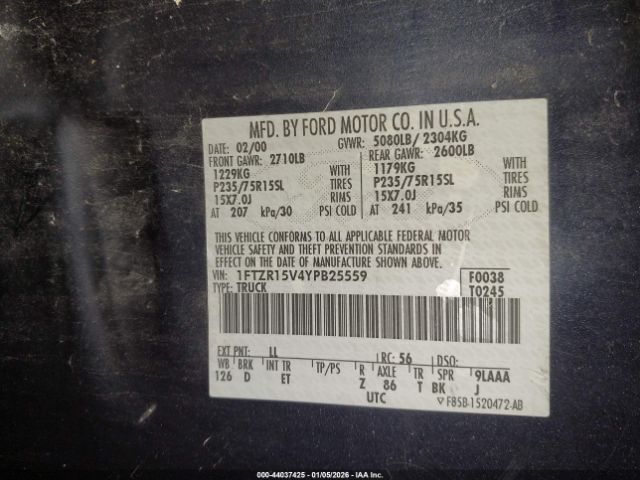 MFD. BY FORD MOTOR CO. IN U.S.A.
DATE: 02/00 GVWR: 5080LB/ 2304KG
FRONT GAWR: 2710LB REAR GAWR: 2600LB
1229KG WITH 1179KG WITH
P235/75R15SL TIRES P235/75R15SL TIRES
15X7.0J RIMS 15X7.0J RIMS
AT 207 kPa/30 PSI COLD AT 241 kPa/35 PSI COLD
THIS VEHICLE CONFORMS TO ALL APPLICABLE FEDERAL MOTOR
VEHICLE SAFETY AND THEFT PREVENTION STANDARDS IN
EFFECT ON THE DATE OF MANUFACTURE SHOWN ABOVE.
VIN: 1FTZR15V4YPB25559 F0038
TYPE: TRUCK T0245
EXT PNT: LL RC: 56 DSO:
WB BRK INT TR TP/PS R AXLE TR SPR 9LAAA
126 D ET Z 86 T BK J
UTC ▽ F85B-1520472-AB
000-44037425 - 01/05/2026 - IAA Inc.